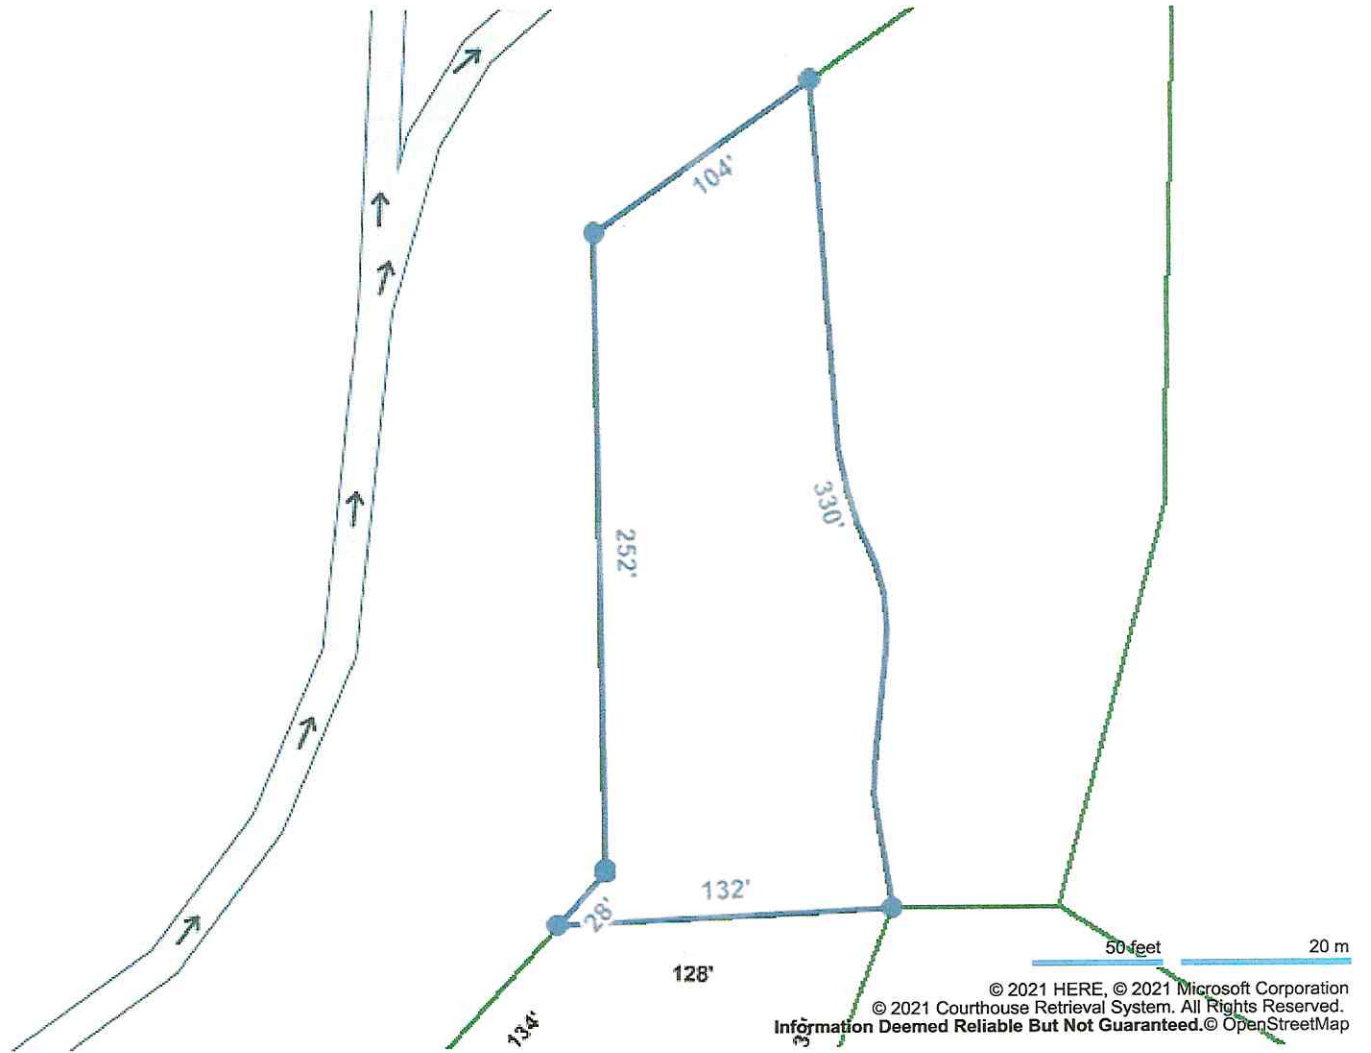 104'
330'
252'
132'
28'
128'
134'
50 feet
20 m
© 2021 HERE, © 2021 Microsoft Corporation
© 2021 Courthouse Retrieval System. All Rights Reserved.
Information Deemed Reliable But Not Guaranteed.© OpenStreetMap